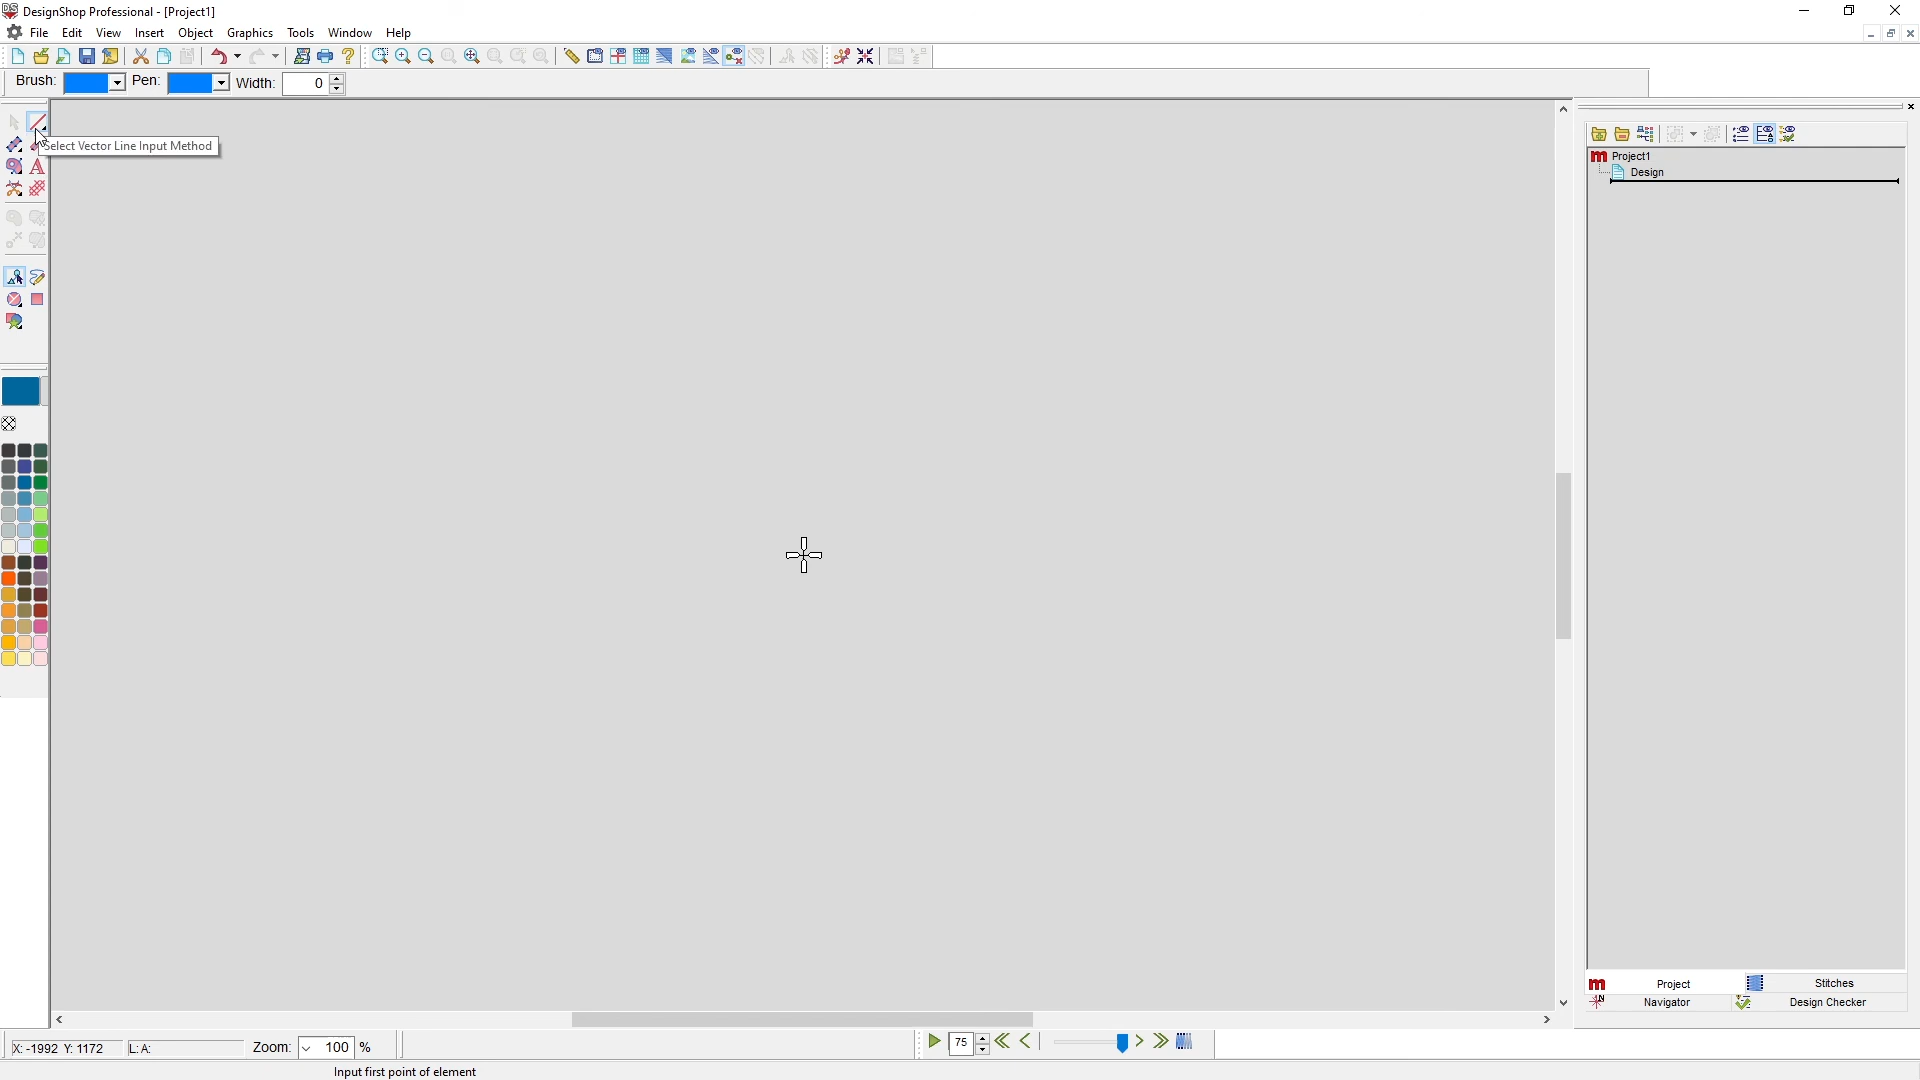 DesignShop Professional - [Project1]
File Edit View Insert Object Graphics Tools Window Help
Brush: Pen: Width: 0
Select Vector Line Input Method
Project1
Design
Project Stitches
Navigator Design Checker
X: -1992 Y: 1172 L: A: Zoom: 100 % 75
Input first point of element